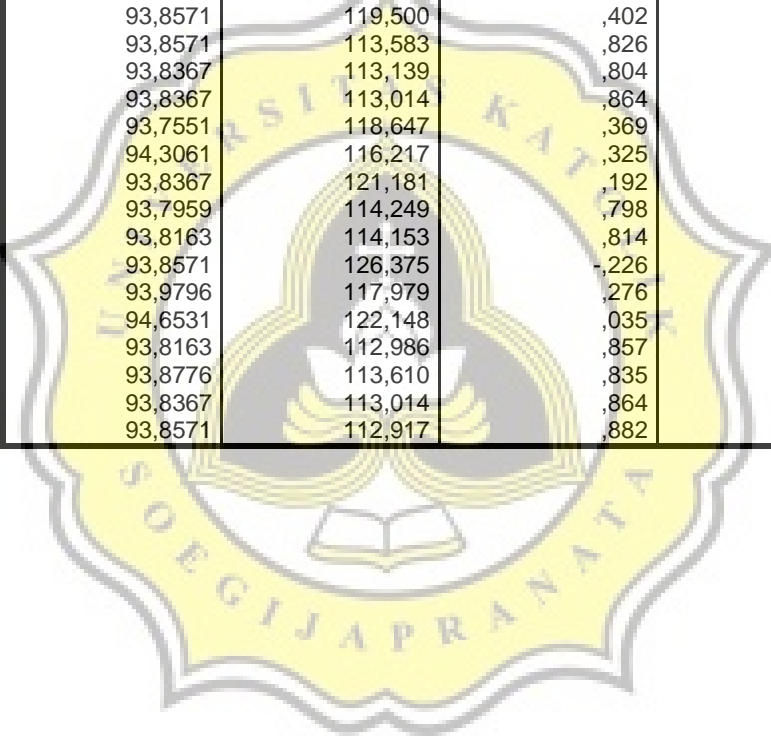 93,8571 119,500 ,402
93,8571 113,583 ,826
93,8367 113,139 ,804
93,8367 113,014 ,864
93,7551 118,647 ,369
94,3061 116,217 ,325
93,8367 121,181 ,192
93,7959 114,249 ,798
93,8163 114,153 ,814
93,8571 126,375 -,226
93,9796 117,979 ,276
94,6531 122,148 ,035
93,8163 112,986 ,857
93,8776 113,610 ,835
93,8367 113,014 ,864
93,8571 112,917 ,882
UNIVERSITAS KATOLIK
SOEGIJAPRANATA